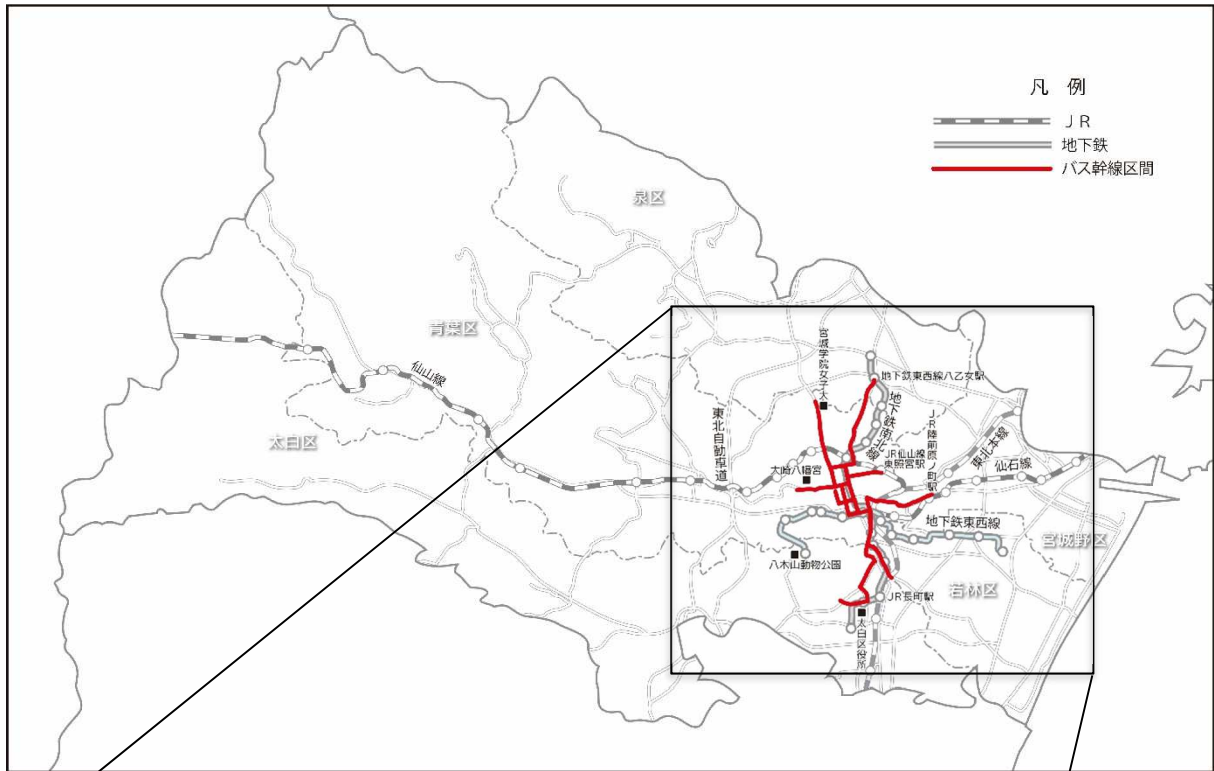 凡 例
ＪＲ
地下鉄
バス幹線区間
泉区
青葉区
仙山線
太白区
宮城学院女子大
地下鉄東西線八乙女駅
地下鉄南北線
東北自動車道
JR仙山線
東照宮駅
JR陸前原ノ町駅
東北本線
仙石線
大崎八幡宮
地下鉄東西線
宮城野区
八木山動物公園
若林区
JR長町駅
太白区役所